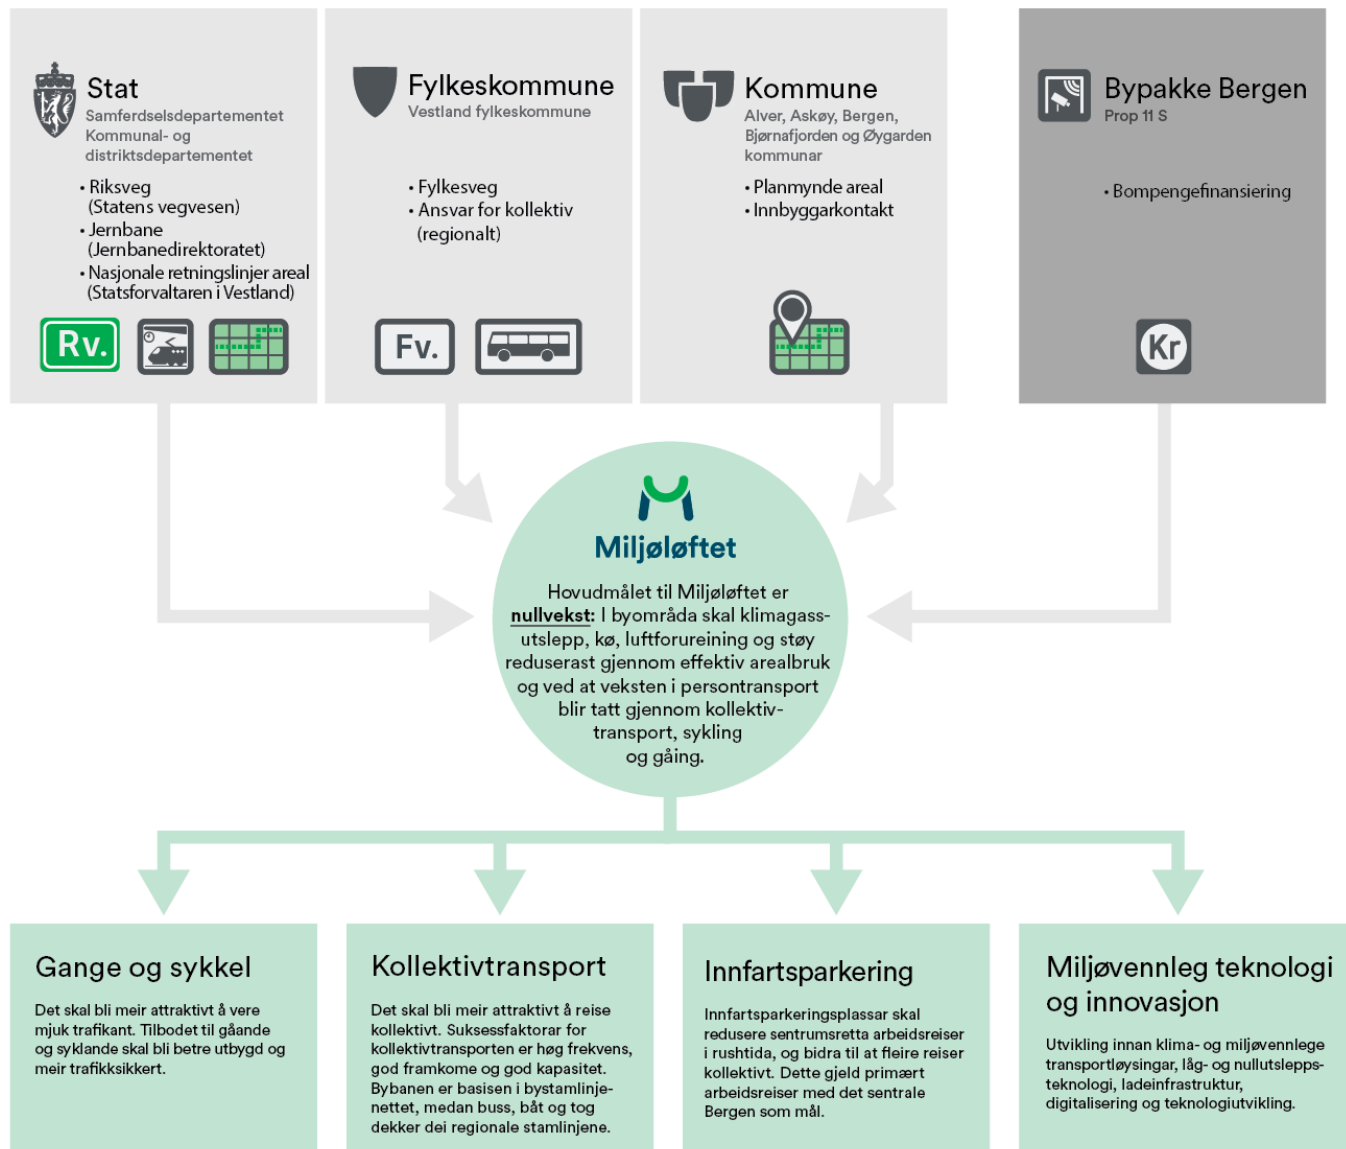 Stat
Samferdselsdepartementet
Kommunal- og
distriktsdepartementet
• Riksveg
(Statens vegvesen)
• Jernbane
(Jernbanedirektoratet)
• Nasjonale retningslinjer areal
(Statsforvaltaren i Vestland)
Rv.
Fylkeskommune
Vestland fylkeskommune
• Fylkesveg
• Ansvar for kollektiv
(regionalt)
Fv.
Kommune
Alver, Askøy, Bergen,
Bjørnafjorden og Øygarden
kommunar
• Planmynde areal
• Innbyggarkontakt
Bypakke Bergen
Prop 11 S
• Bompengefinansiering
Kr
Miljøløftet
Hovudmålet til Miljøløftet er
nullvekst: I byområda skal klimagass-
utslepp, kø, luftforureining og støy
reduserast gjennom effektiv arealbruk
og ved at veksten i persontransport
blir tatt gjennom kollektiv-
transport, sykling
og gåing.
Gange og sykkel
Det skal bli meir attraktivt å vere
mjuk trafikant. Tilbodet til gåande
og syklande skal bli betre utbygd og
meir trafikksikkert.
Kollektivtransport
Det skal bli meir attraktivt å reise
kollektivt. Suksessfaktorar for
kollektivtransporten er høg frekvens,
god framkome og god kapasitet.
Bybanen er basisen i bystamlinje-
nettet, medan buss, båt og tog
dekker dei regionale stamlinjene.
Innfartsparkering
Innfartsparkeringsplassar skal
redusere sentrumsretta arbeidsreiser
i rushtida, og bidra til at fleire reiser
kollektivt. Dette gjeld primært
arbeidsreiser med det sentrale
Bergen som mål.
Miljøvennleg teknologi
og innovasjon
Utvikling innan klima- og miljøvennlege
transportløysingar, låg- og nullutslepps-
teknologi, ladeinfrastruktur,
digitalisering og teknologiutvikling.